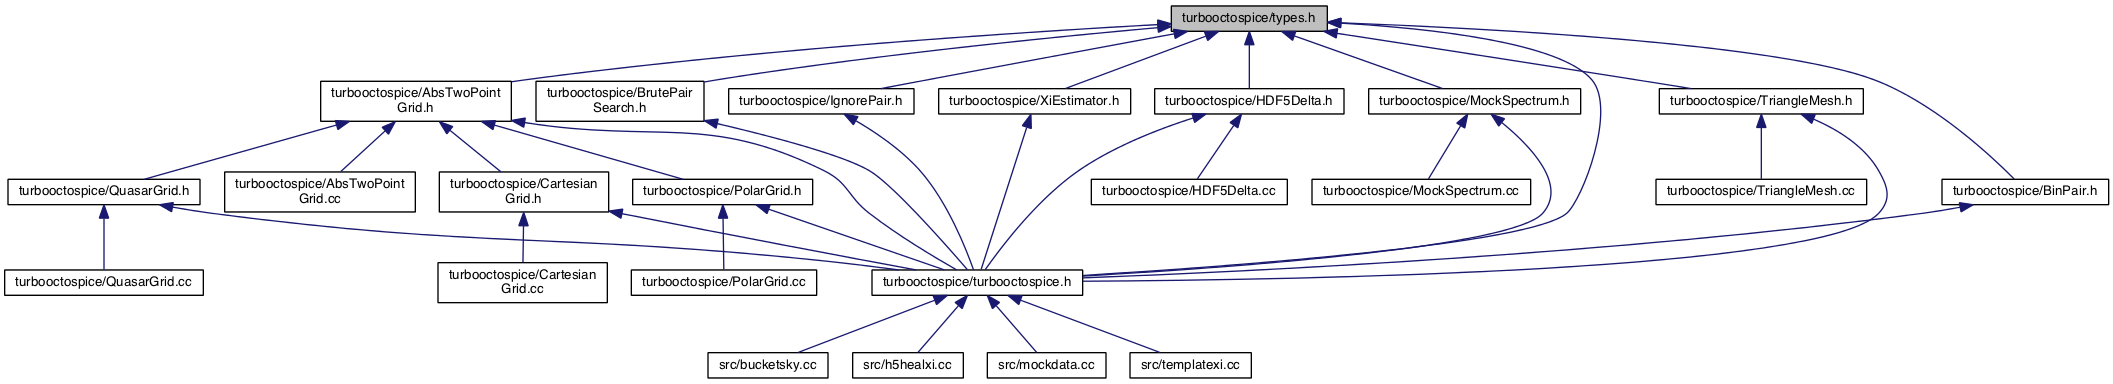 turbooctospice/types.h
turbooctospice/AbsTwoPoint
Grid.h
turbooctospice/BrutePair
Search.h
turbooctospice/IgnorePair.h
turbooctospice/XiEstimator.h
turbooctospice/HDF5Delta.h
turbooctospice/MockSpectrum.h
turbooctospice/TriangleMesh.h
turbooctospice/QuasarGrid.h
turbooctospice/AbsTwoPoint
Grid.cc
turbooctospice/Cartesian
Grid.h
turbooctospice/PolarGrid.h
turbooctospice/HDF5Delta.cc
turbooctospice/MockSpectrum.cc
turbooctospice/TriangleMesh.cc
turbooctospice/BinPair.h
turbooctospice/QuasarGrid.cc
turbooctospice/Cartesian
Grid.cc
turbooctospice/PolarGrid.cc
turbooctospice/turbooctospice.h
src/bucketsky.cc
src/h5healxi.cc
src/mockdata.cc
src/templatexi.cc